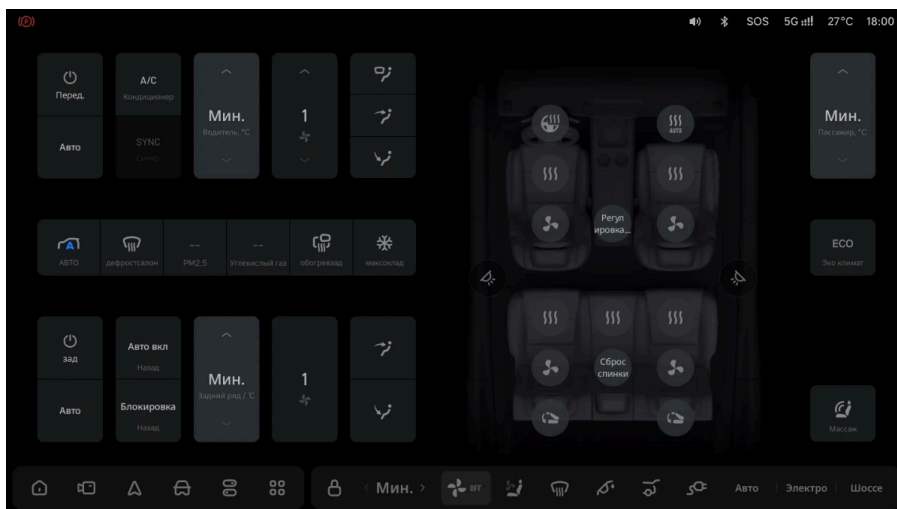 (P)
SOS
5G
27°C
18:00
Перед.
Авто
A/C
Кондиционер
SYNC
Синхр.
Мин.
Водитель, °C
1
Мин.
Пассажир, °C
AUTO
Регул
ировка...
A
АВТО
дефростсалон
--
PM2.5
--
Углекислый газ
обогревзад
максохлад
ECO
Эко климат
зад
Авто
Авто вкл
Назад
Блокировка
Назад
Мин.
Задний ряд / °C
1
Сброс
спинки
Массаж
< Мин. >
OFF
Авто
Электро
Шоссе